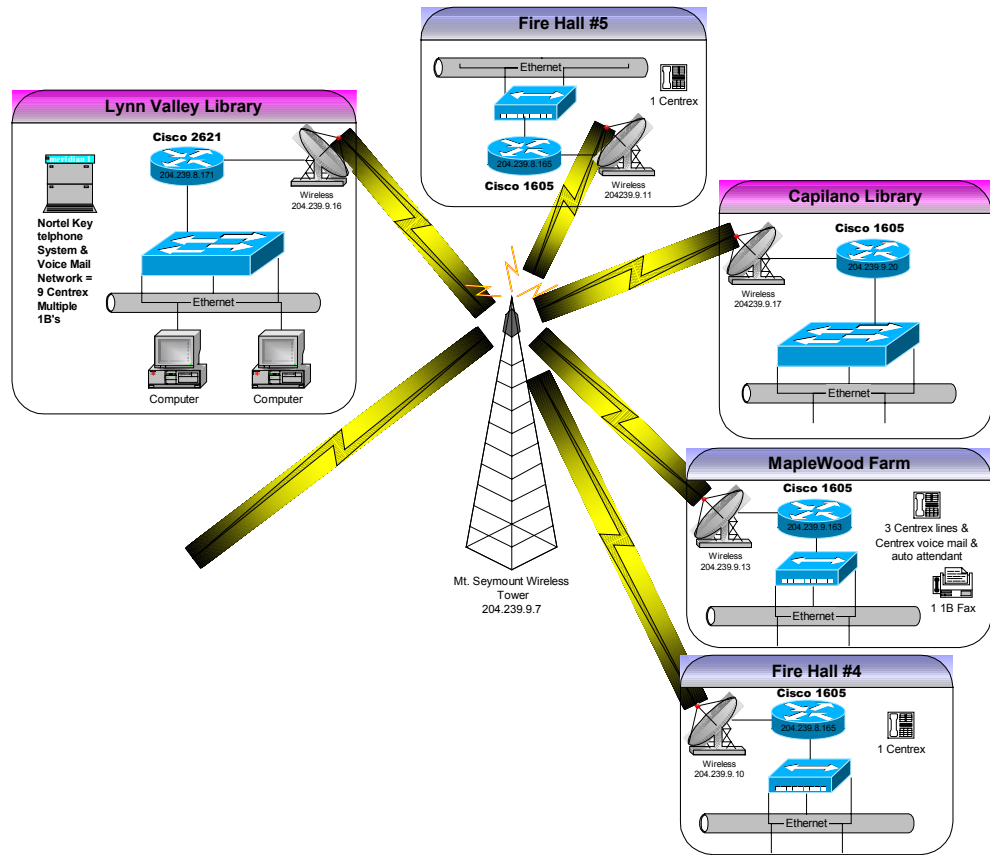 Fire Hall #5
Ethernet
1 Centrex
204.239.8.165
Cisco 1605
Wireless
204239.9.11
Lynn Valley Library
Cisco 2621
meridian 1
204.239.8.171
Wireless
204.239.9.16
Nortel Key
telphone
System &
Voice Mail
Network =
9 Centrex
Multiple
1B's
Ethernet
Computer
Computer
Capilano Library
Cisco 1605
204.239.9.20
Wireless
204239.9.17
Ethernet
Mt. Seymount Wireless
Tower
204.239.9.7
MapleWood Farm
Cisco 1605
204.239.9.163
Wireless
204.239.9.13
3 Centrex lines &
Centrex voice mail &
auto attendant
1 1B Fax
Ethernet
Fire Hall #4
Cisco 1605
204.239.8.165
Wireless
204.239.9.10
1 Centrex
Ethernet